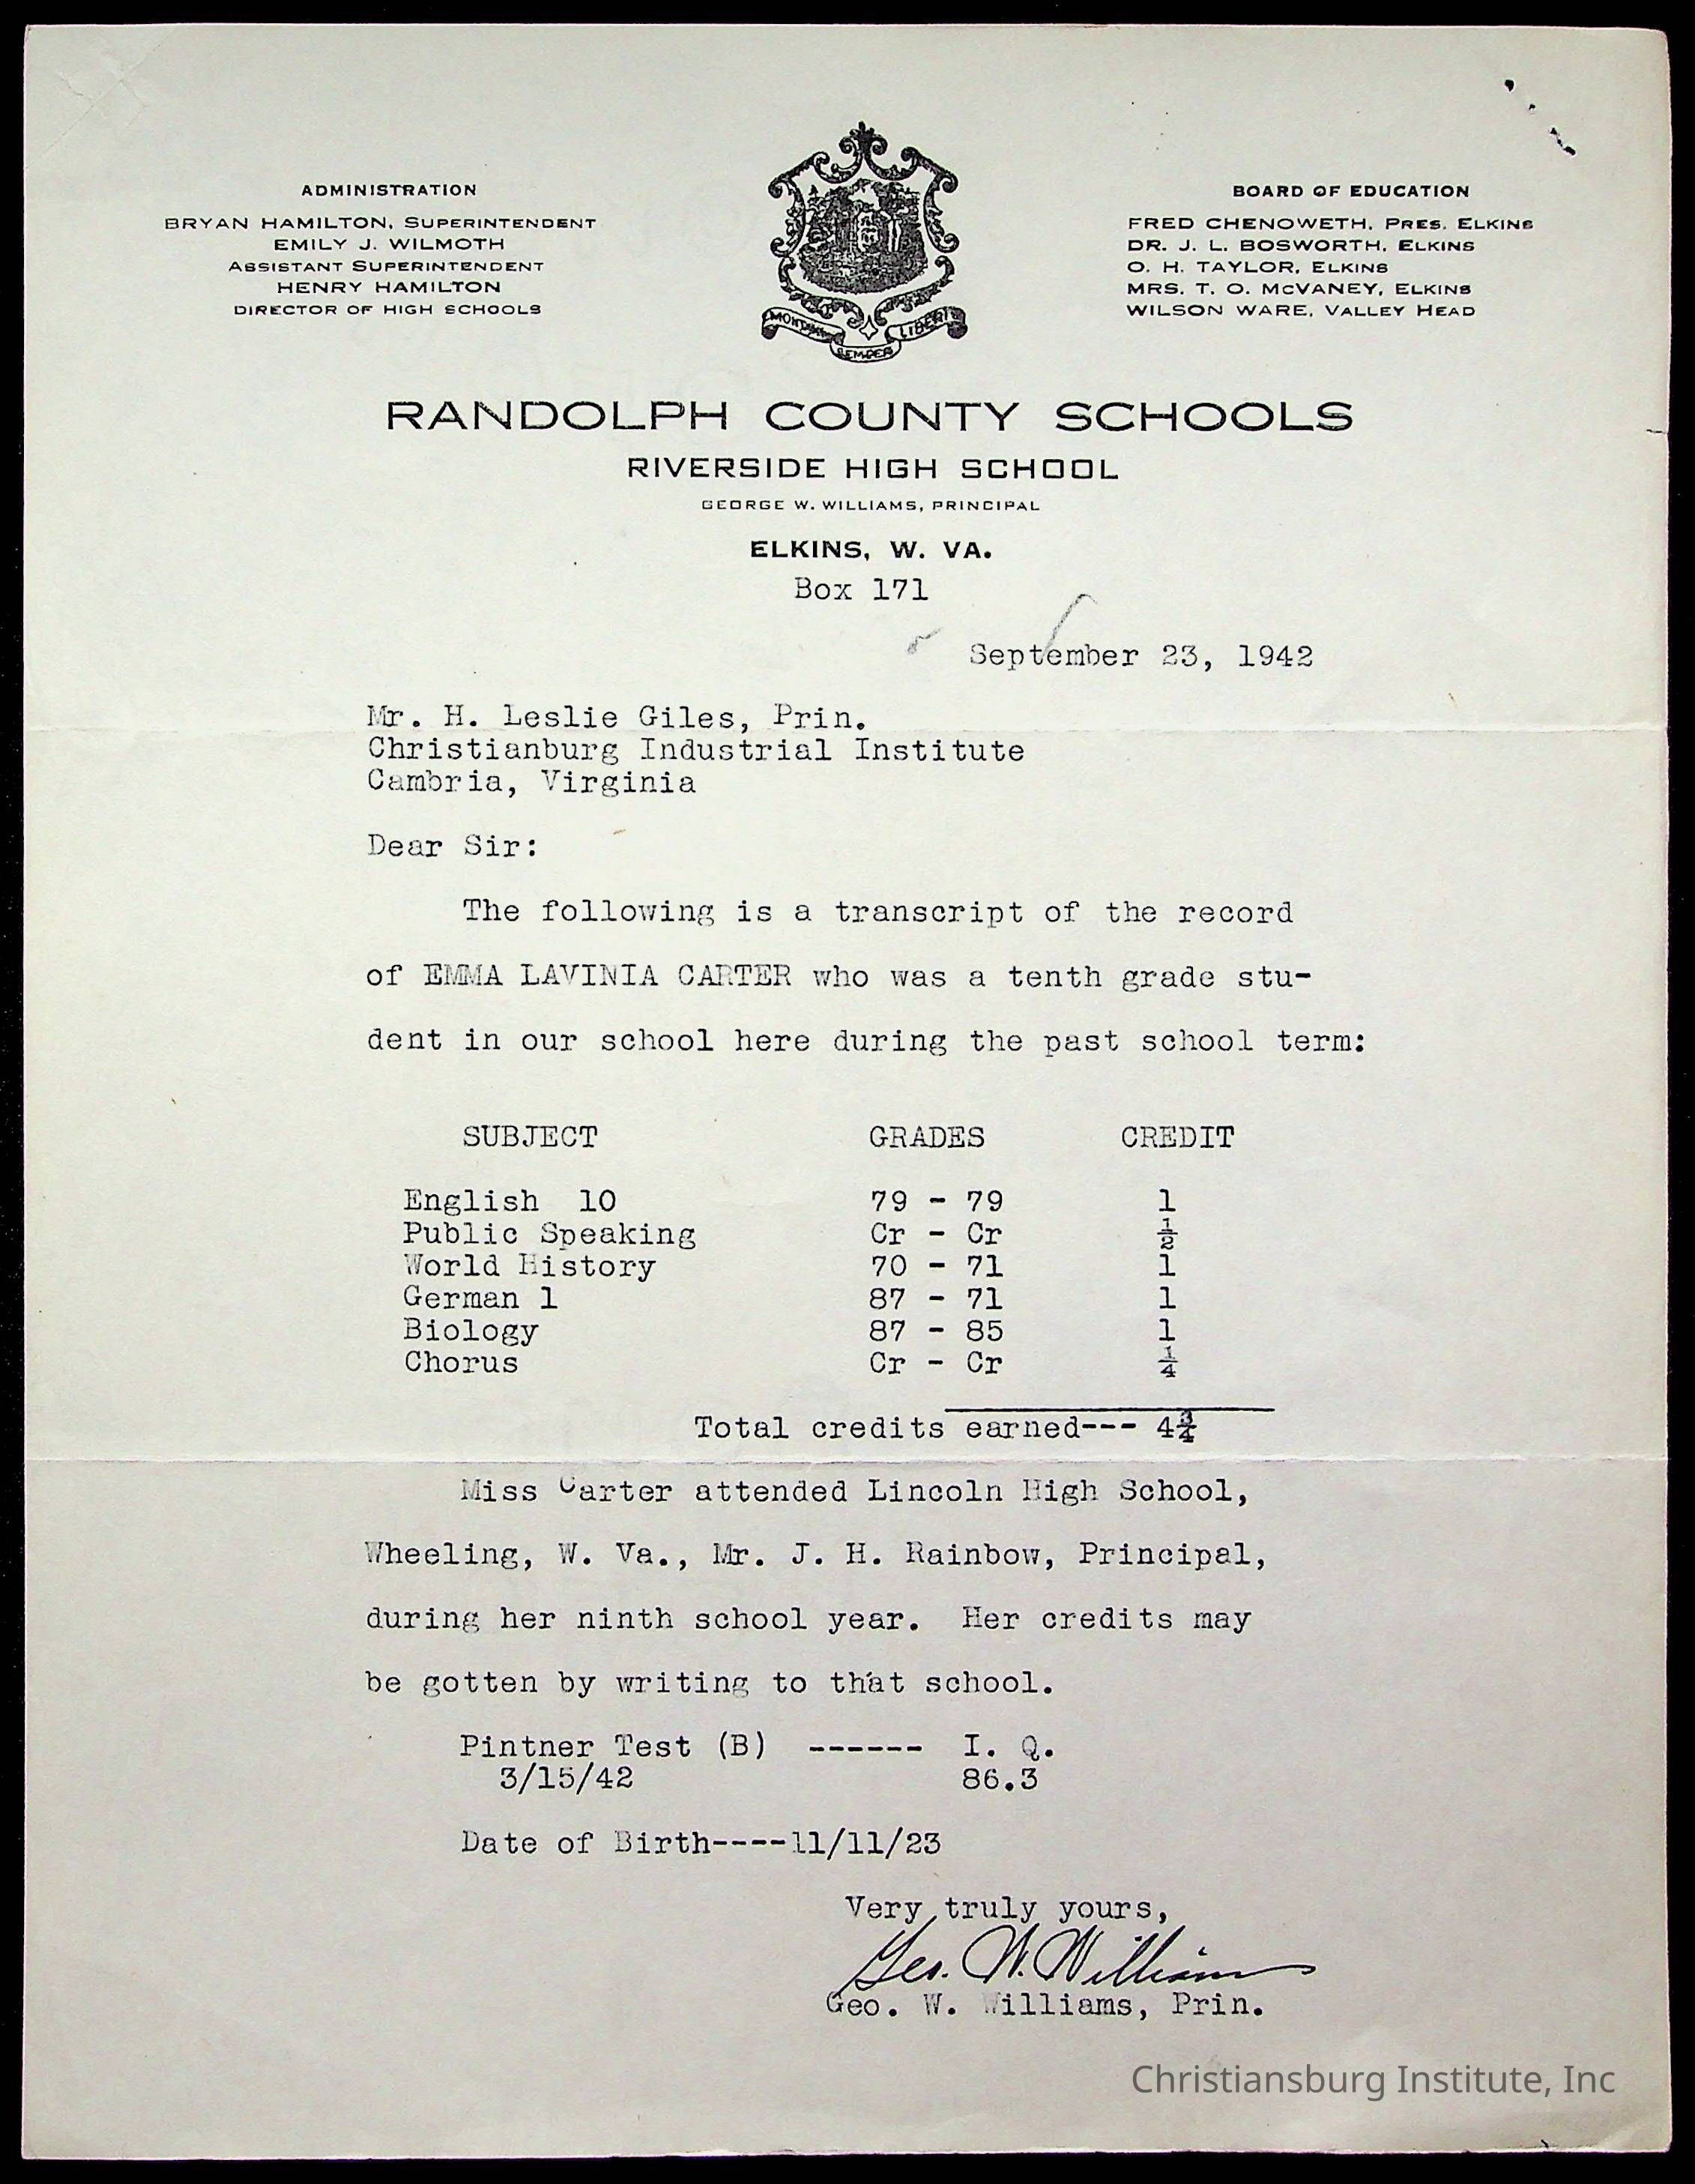 ADMINISTRATION
BRYAN HAMILTON, SUPERINTENDENT
EMILY J. WILMOTH
ASSISTANT SUPERINTENDENT
HENRY HAMILTON
DIRECTOR OF HIGH SCHOOLS
MONTANI SEMPER LIBERI
BOARD OF EDUCATION
FRED CHENOWETH, PRES. ELKINS
DR. J. L. BOSWORTH, ELKINS
O. H. TAYLOR, ELKINS
MRS. T. O. McVANEY, ELKINS
WILSON WARE, VALLEY HEAD
RANDOLPH COUNTY SCHOOLS
RIVERSIDE HIGH SCHOOL
GEORGE W. WILLIAMS, PRINCIPAL
ELKINS, W. VA.
Box 171
September 23, 1942
Mr. H. Leslie Giles, Prin.
Christianburg Industrial Institute
Cambria, Virginia
Dear Sir:
The following is a transcript of the record
of EMMA LAVINIA CARTER who was a tenth grade stu-
dent in our school here during the past school term:
SUBJECT GRADES CREDIT
English 10 79 - 79 1
Public Speaking Cr - Cr ½
World History 70 - 71 1
German 1 87 - 71 1
Biology 87 - 85 1
Chorus Cr - Cr ¼
Total credits earned--- 4¾
Miss Carter attended Lincoln High School,
Wheeling, W. Va., Mr. J. H. Rainbow, Principal,
during her ninth school year. Her credits may
be gotten by writing to that school.
Pintner Test (B) ------ I. Q.
3/15/42 86.3
Date of Birth----11/11/23
Very truly yours,
Geo. W. Williams
Geo. W. Williams, Prin.
Christiansburg Institute, Inc